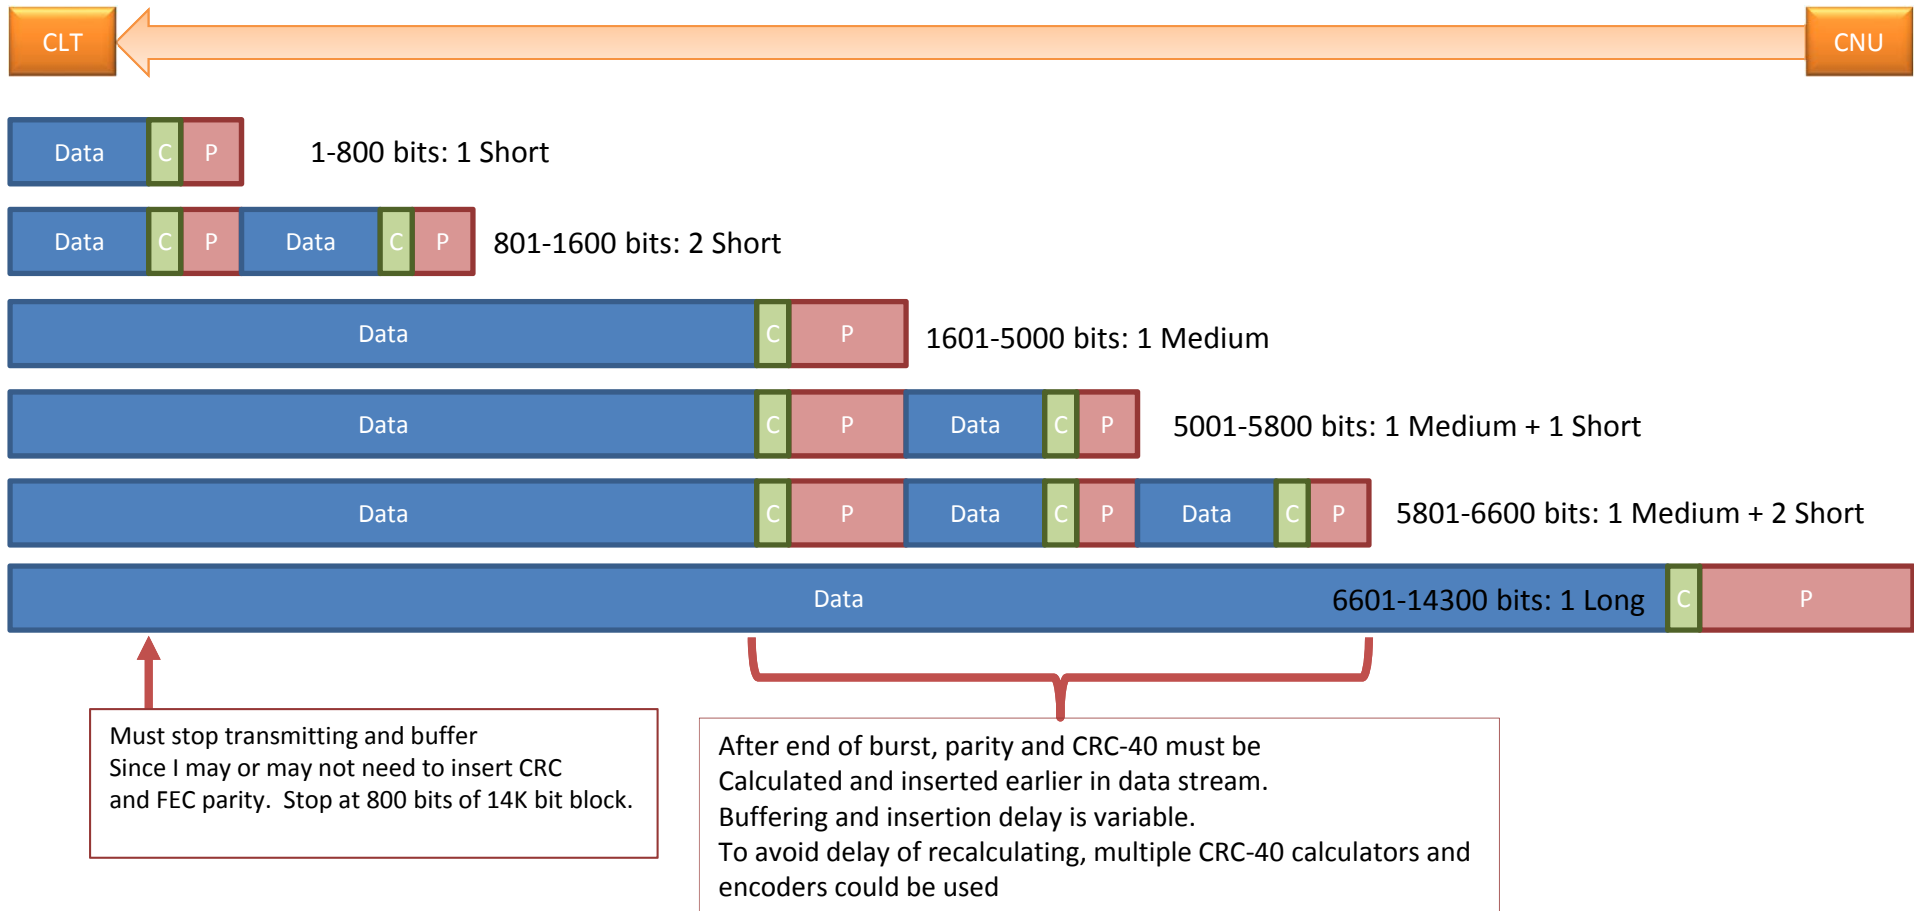 CLT
CNU
Data C P
1-800 bits: 1 Short
Data C P Data C P
801-1600 bits: 2 Short
Data C P
1601-5000 bits: 1 Medium
Data C P Data C P
5001-5800 bits: 1 Medium + 1 Short
Data C P Data C P Data C P
5801-6600 bits: 1 Medium + 2 Short
Data 6601-14300 bits: 1 Long C P
Must stop transmitting and buffer
Since I may or may not need to insert CRC
and FEC parity. Stop at 800 bits of 14K bit block.
After end of burst, parity and CRC-40 must be
Calculated and inserted earlier in data stream.
Buffering and insertion delay is variable.
To avoid delay of recalculating, multiple CRC-40 calculators and
encoders could be used